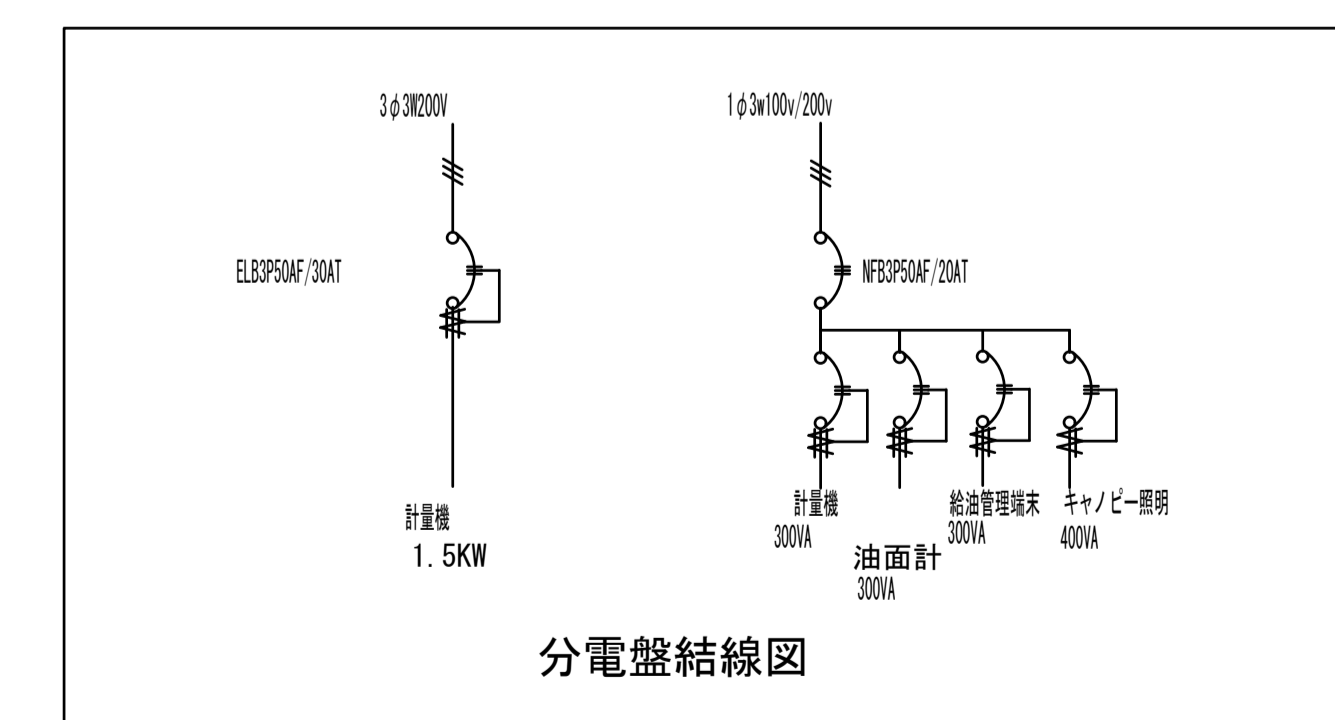 3φ3W200V
ELB3P50AF/30AT
計量機
1.5KW
1φ3w100v/200v
NFB3P50AF/20AT
計量機
300VA
油面計
300VA
給油管理端末
300VA
キャノピー照明
400VA
分電盤結線図